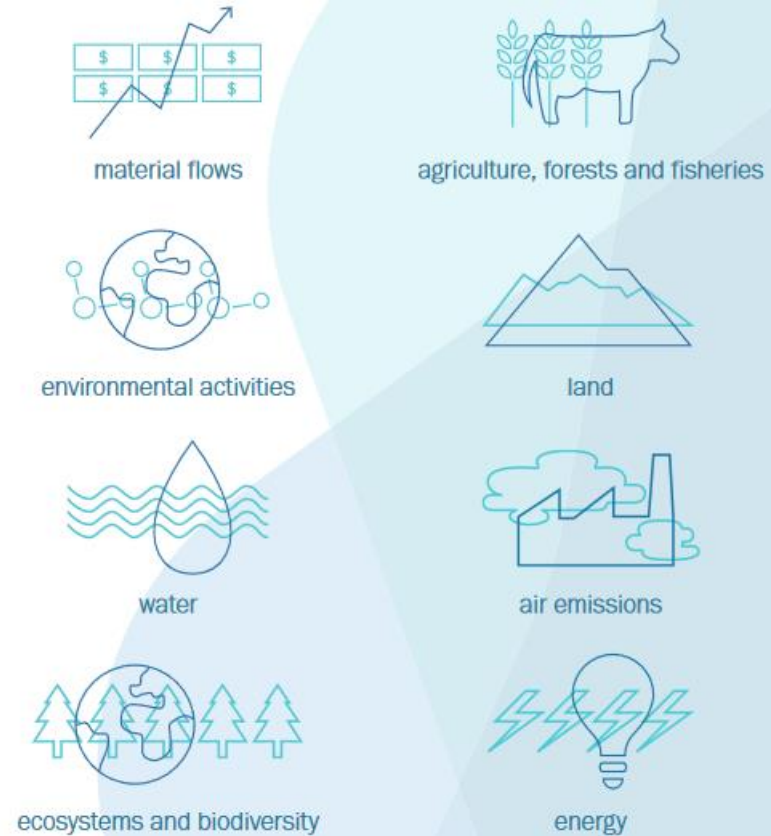 $ $ $
$ $ $
material flows
agriculture, forests and fisheries
environmental activities
land
water
air emissions
ecosystems and biodiversity
energy